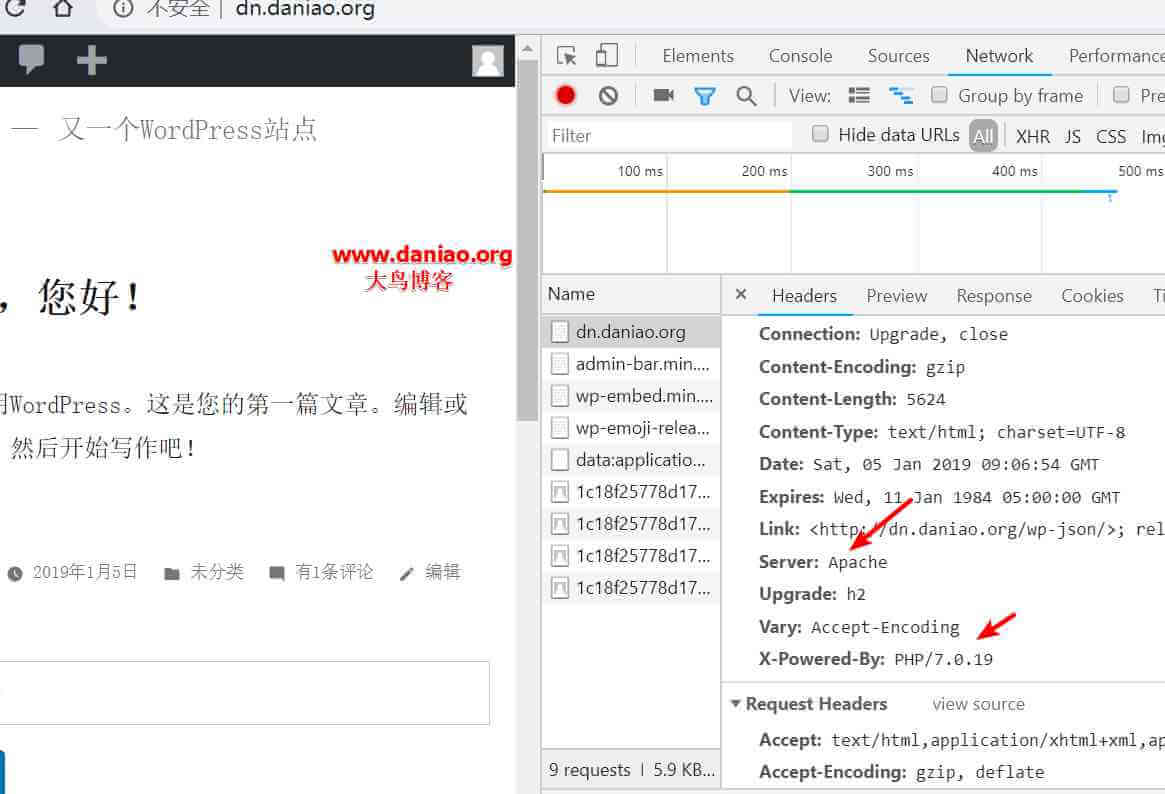 不安全 | dn.daniao.org
— 又一个WordPress站点
www.daniao.org
大鸟博客
，您好！
WordPress。这是您的第一篇文章。编辑或
然后开始写作吧！
2019年1月5日 未分类 有1条评论 编辑
Elements Console Sources Network Performance
View: Group by frame Pre
Filter Hide data URLs All XHR JS CSS Img
100 ms 200 ms 300 ms 400 ms 500 ms
Name
dn.daniao.org
admin-bar.min....
wp-embed.min....
wp-emoji-relea...
data:applicatio...
1c18f25778d17...
1c18f25778d17...
1c18f25778d17...
1c18f25778d17...
9 requests | 5.9 KB...
× Headers Preview Response Cookies Ti
Connection: Upgrade, close
Content-Encoding: gzip
Content-Length: 5624
Content-Type: text/html; charset=UTF-8
Date: Sat, 05 Jan 2019 09:06:54 GMT
Expires: Wed, 11 Jan 1984 05:00:00 GMT
Link: <http://dn.daniao.org/wp-json/>; rel
Server: Apache
Upgrade: h2
Vary: Accept-Encoding
X-Powered-By: PHP/7.0.19
Request Headers view source
Accept: text/html,application/xhtml+xml,ap
Accept-Encoding: gzip, deflate